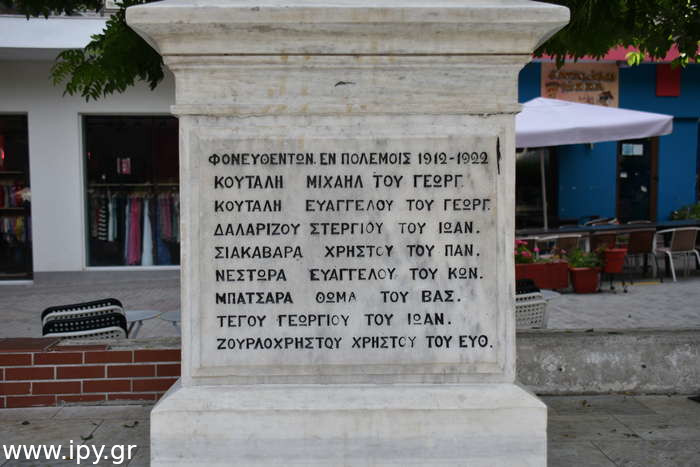 ΦΟΝΕΥΘΕΝΤΩΝ. ΕΝ ΠΟΛΕΜΟΙΣ 1912-1922
ΚΟΥΤΑΛΗ ΜΙΧΑΗΛ ΤΟΥ ΓΕΩΡΓ.
ΚΟΥΤΑΛΗ ΕΥΑΓΓΕΛΟΥ ΤΟΥ ΓΕΩΡΓ.
ΔΑΛΑΡΙΖΟΥ ΣΤΕΡΓΙΟΥ ΤΟΥ ΙΩΑΝ.
ΣΙΑΚΑΒΑΡΑ ΧΡΗΣΤΟΥ ΤΟΥ ΠΑΝ.
ΝΕΣΤΩΡΑ ΕΥΑΓΓΕΛΟΥ ΤΟΥ ΚΩΝ.
ΜΠΑΤΣΑΡΑ ΘΩΜΑ ΤΟΥ ΒΑΣ.
ΤΕΓΟΥ ΓΕΩΡΓΙΟΥ ΤΟΥ ΙΩΑΝ.
ΖΟΥΡΛΟΧΡΗΣΤΟΥ ΧΡΗΣΤΟΥ ΤΟΥ ΕΥΘ.
www.ipy.gr